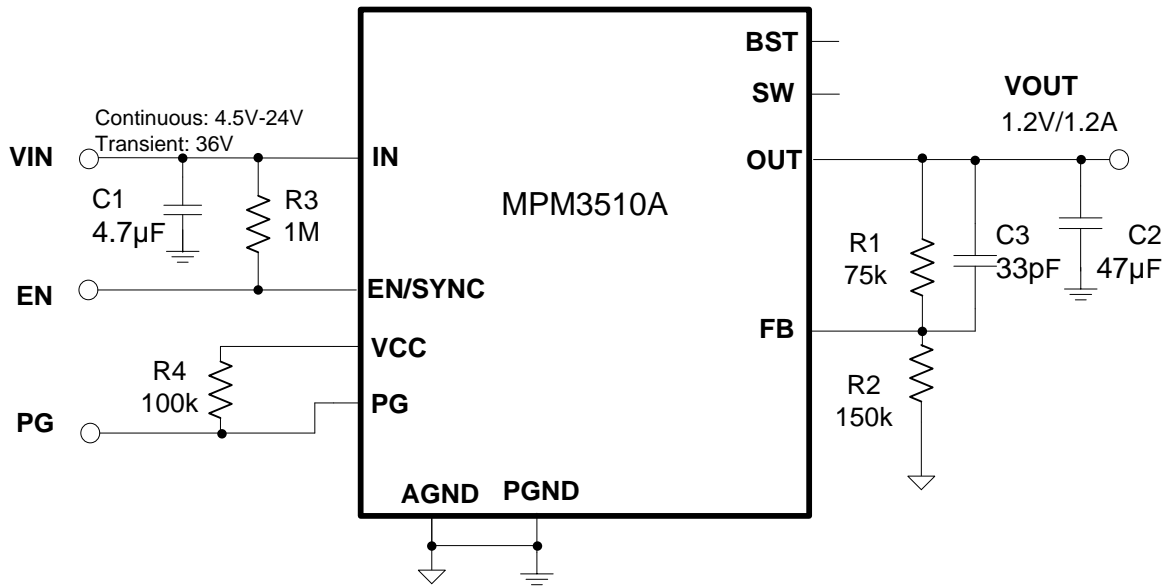 BST
SW
VOUT
1.2V/1.2A
Continuous: 4.5V-24V
Transient: 36V
VIN
IN
OUT
MPM3510A
C1
4.7µF
R3
1M
R1
75k
C3
33pF
C2
47µF
EN
EN/SYNC
FB
VCC
R4
100k
PG
PG
R2
150k
AGND
PGND